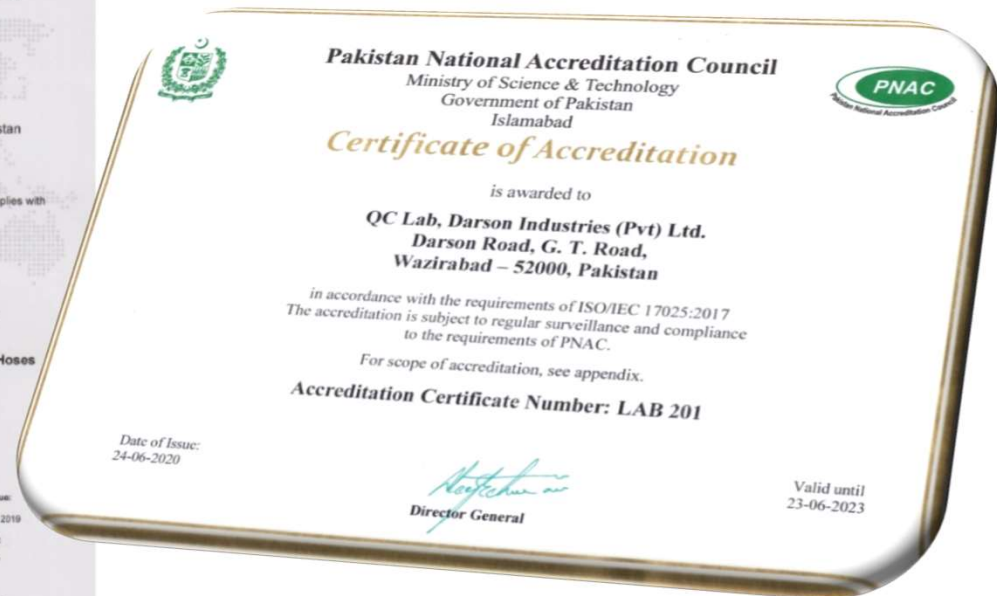 stan
plies with
Hoses
2019
Pakistan National Accreditation Council
Ministry of Science & Technology
Government of Pakistan
Islamabad
PNAC
Pakistan National Accreditation Council
Certificate of Accreditation
is awarded to
QC Lab, Darson Industries (Pvt) Ltd.
Darson Road, G. T. Road,
Wazirabad – 52000, Pakistan
in accordance with the requirements of ISO/IEC 17025:2017
The accreditation is subject to regular surveillance and compliance
to the requirements of PNAC.
For scope of accreditation, see appendix.
Accreditation Certificate Number: LAB 201
Date of Issue:
24-06-2020
Director General
Valid until
23-06-2023